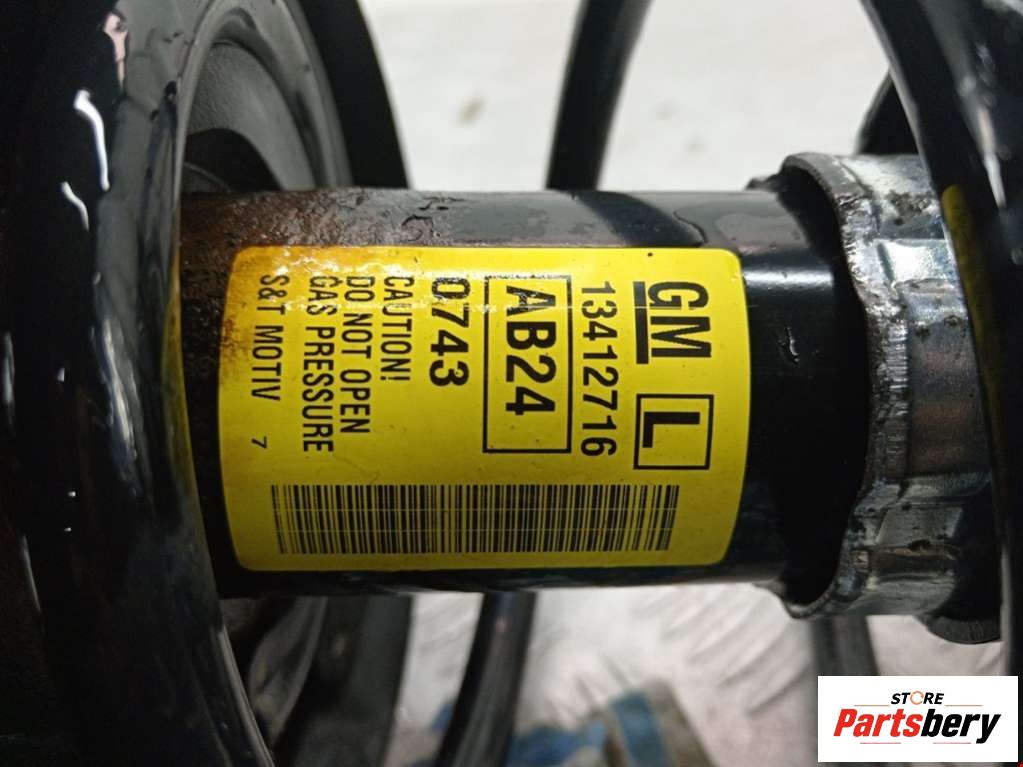 GM L
13412716
AB24
0743
CAUTION!
DO NOT OPEN
GAS PRESSURE
S&T MOTIV 7
STORE
Partsbery